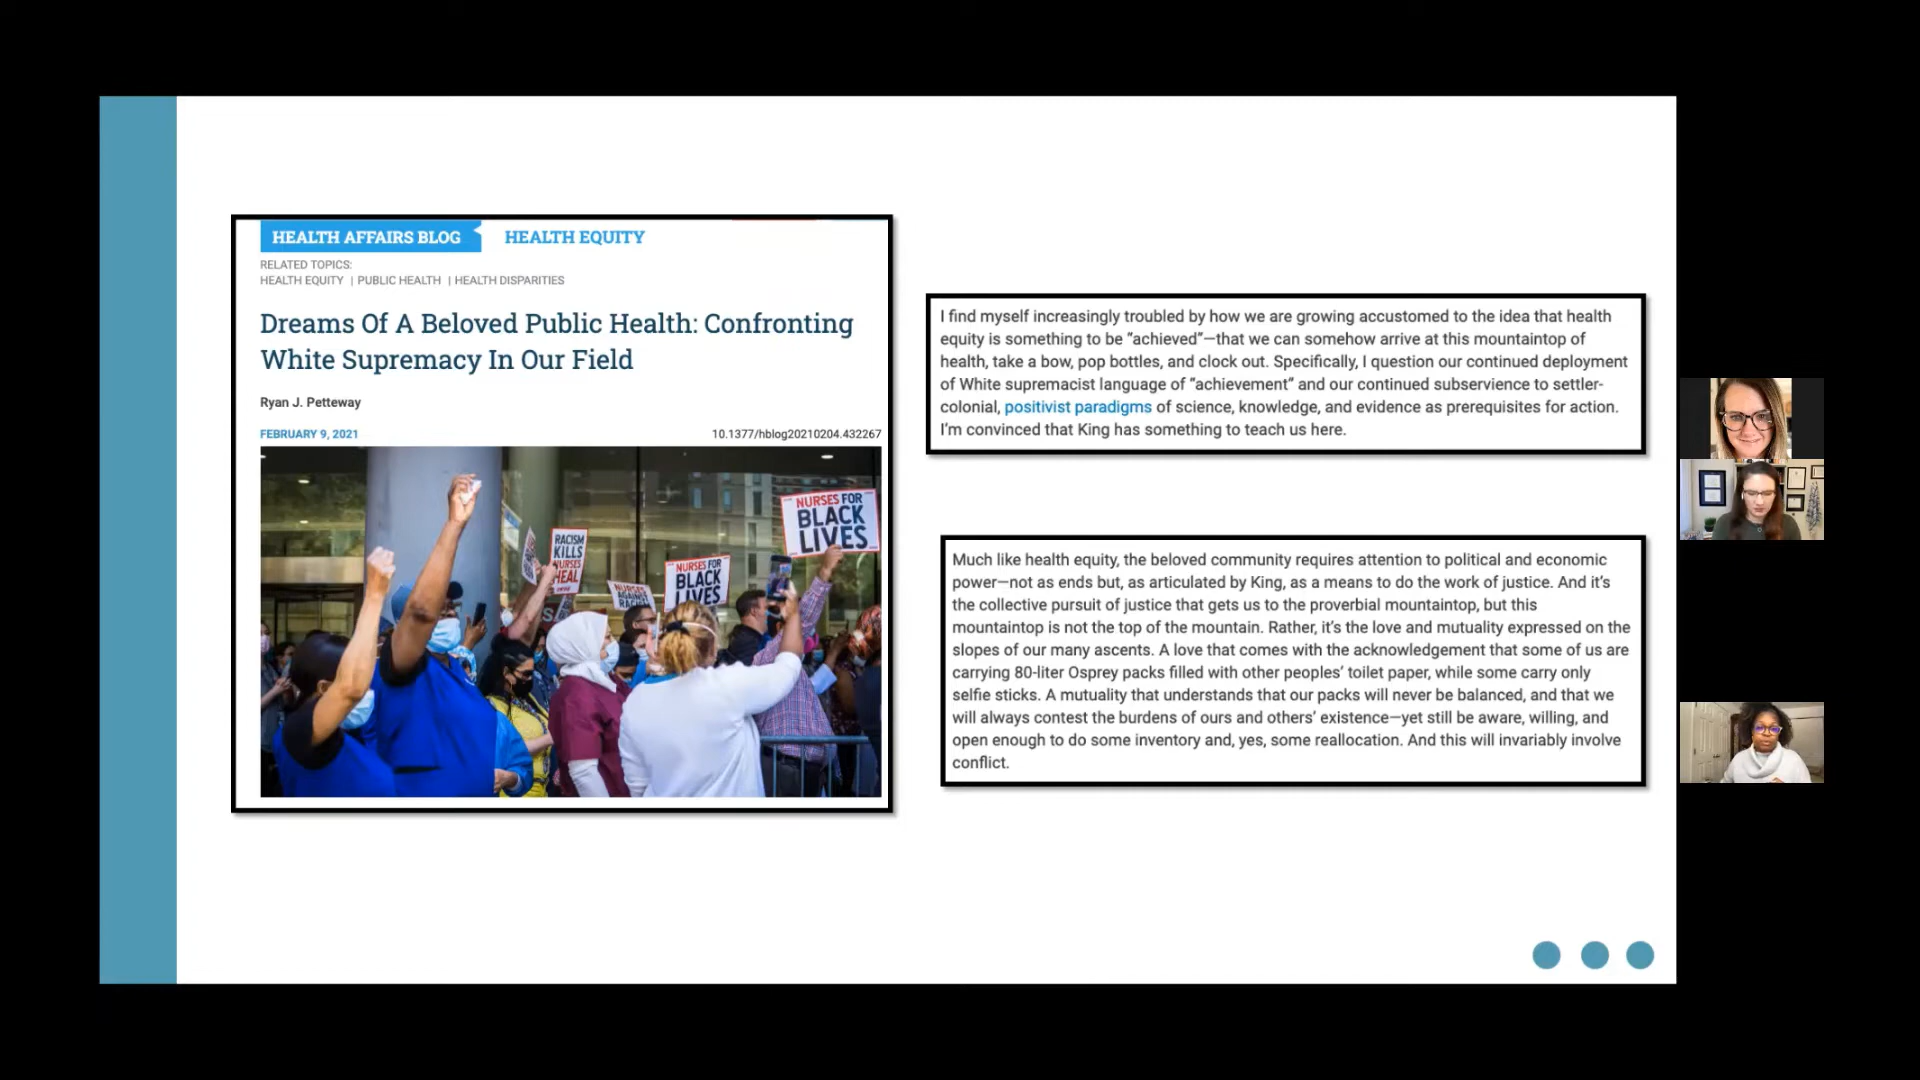 HEALTH AFFAIRS BLOG
HEALTH EQUITY
RELATED TOPICS:
HEALTH EQUITY | PUBLIC HEALTH | HEALTH DISPARITIES
Dreams Of A Beloved Public Health: Confronting
White Supremacy In Our Field
Ryan J. Petteway
FEBRUARY 9, 2021
10.1377/hblog20210204.432267
NURSES FOR
BLACK
LIVES
RACISM
KILLS
NURSES
HEAL
NURSES FOR
BLACK
LIVES
NURSES
AGAINST
RACISM
I find myself increasingly troubled by how we are growing accustomed to the idea that health
equity is something to be “achieved”—that we can somehow arrive at this mountaintop of
health, take a bow, pop bottles, and clock out. Specifically, I question our continued deployment
of White supremacist language of “achievement” and our continued subservience to settler-
colonial, positivist paradigms of science, knowledge, and evidence as prerequisites for action.
I’m convinced that King has something to teach us here.
Much like health equity, the beloved community requires attention to political and economic
power—not as ends but, as articulated by King, as a means to do the work of justice. And it’s
the collective pursuit of justice that gets us to the proverbial mountaintop, but this
mountaintop is not the top of the mountain. Rather, it’s the love and mutuality expressed on the
slopes of our many ascents. A love that comes with the acknowledgement that some of us are
carrying 80-liter Osprey packs filled with other peoples’ toilet paper, while some carry only
selfie sticks. A mutuality that understands that our packs will never be balanced, and that we
will always contest the burdens of ours and others’ existence—yet still be aware, willing, and
open enough to do some inventory and, yes, some reallocation. And this will invariably involve
conflict.